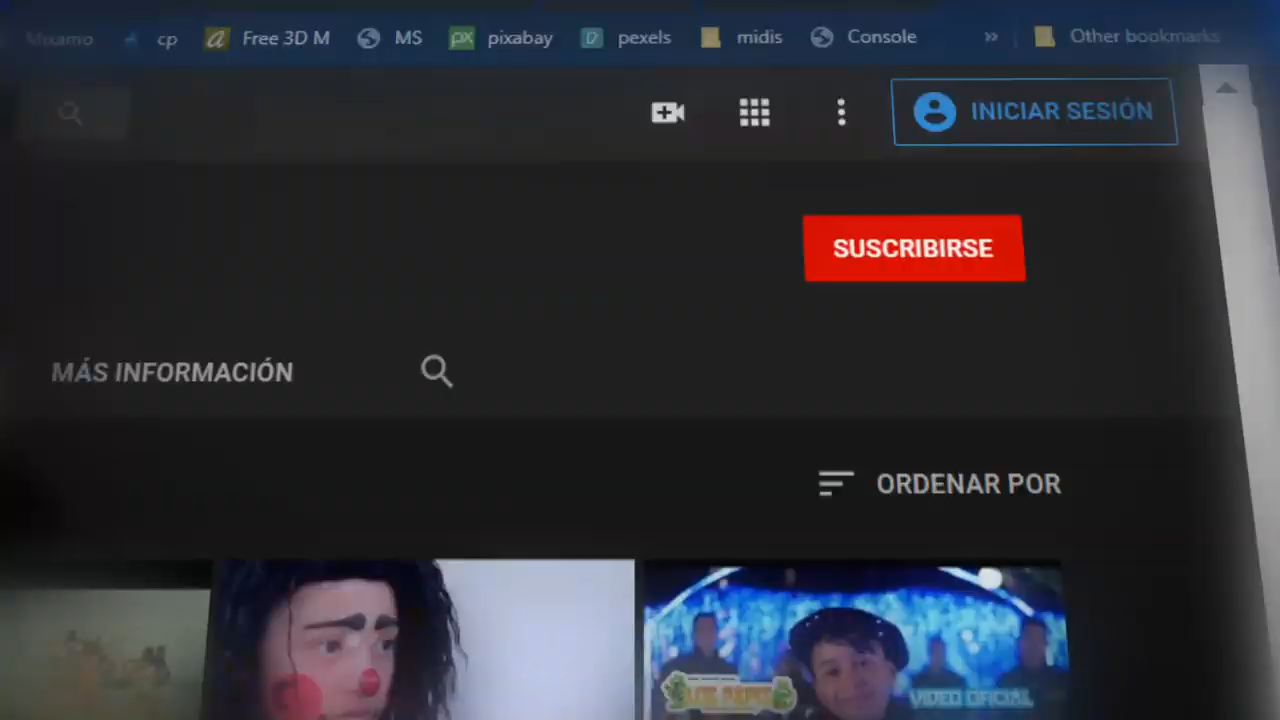 Mixamo cp Free 3D M MS pixabay pexels midis Console » Other bookmarks
INICIAR SESIÓN
SUSCRIBIRSE
MÁS INFORMACIÓN
ORDENAR POR
VIDEO OFICIAL